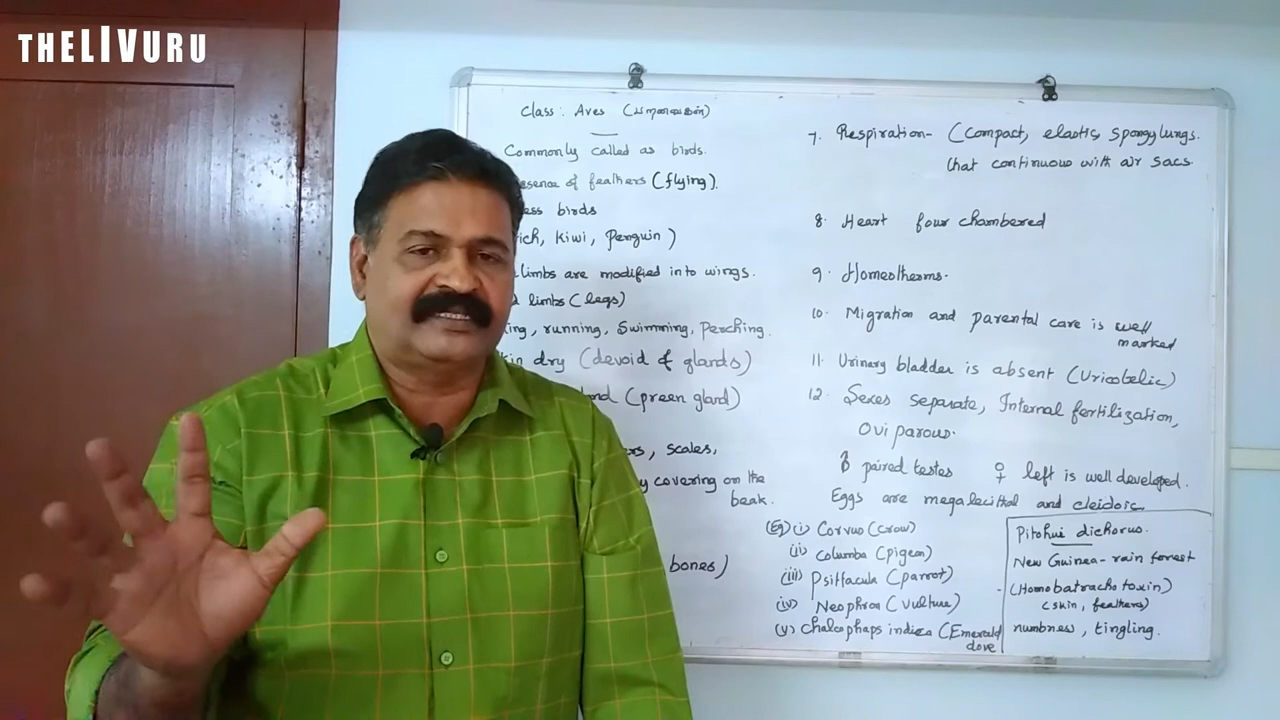 THELIVURU
Class: Aves (பறவைகள்)
Commonly called as birds.
esence of feathers (flying).
ess birds
ich, Kiwi, Penguin)
limbs are modified into wings.
limbs (legs)
ing, running, Swimming, Perching.
kin dry (devoid of glands)
nd (preen gland)
rs, scales,
y covering on the
beak.
bones)
7. Respiration- (Compact, elastic, Spongy lungs.
that continuous with air sacs.
8. Heart four chambered
9. Homeotherms.
10. Migration and parental care is well
marked
11. Urinary bladder is absent (Uricotelic)
12. Sexes separate, Internal fertilization,
Oviparous.
♂ paired testes ♀ left is well developed.
Eggs are megalecithal and cleidoic
(Eg) (i) Corvus (crow)
(ii) Columba (pigeon)
(iii) Psittacula (parrot)
(iv) Neophron (vulture)
(v) Chalcophaps indica (Emerald
dove
Pitohui dichorus.
New Guinea - rain forrest
(Homobatrachotoxin)
(skin, feathers)
numbness, tingling.